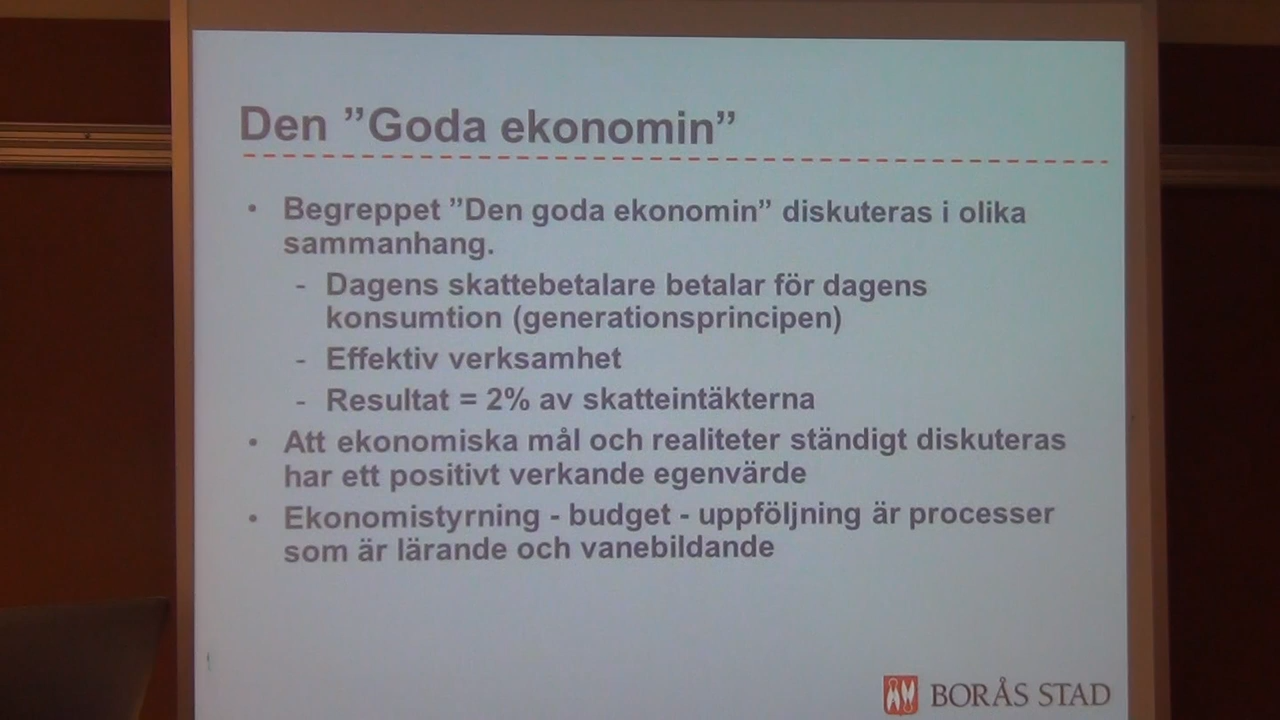 Den ”Goda ekonomin”
• Begreppet ”Den goda ekonomin” diskuteras i olika
sammanhang.
- Dagens skattebetalare betalar för dagens
konsumtion (generationsprincipen)
- Effektiv verksamhet
- Resultat = 2% av skatteintäkterna
• Att ekonomiska mål och realiteter ständigt diskuteras
har ett positivt verkande egenvärde
• Ekonomistyrning - budget - uppföljning är processer
som är lärande och vanebildande
BORÅS STAD